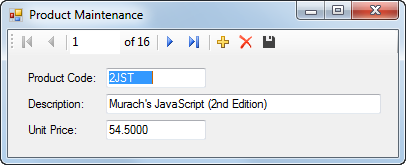 Product Maintenance
1 of 16
Product Code: 2JST
Description: Murach's JavaScript (2nd Edition)
Unit Price: 54.5000